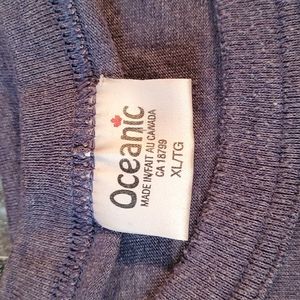 Oceanic
MADE IN/FAIT AU CANADA
CA 18799
XL/TG